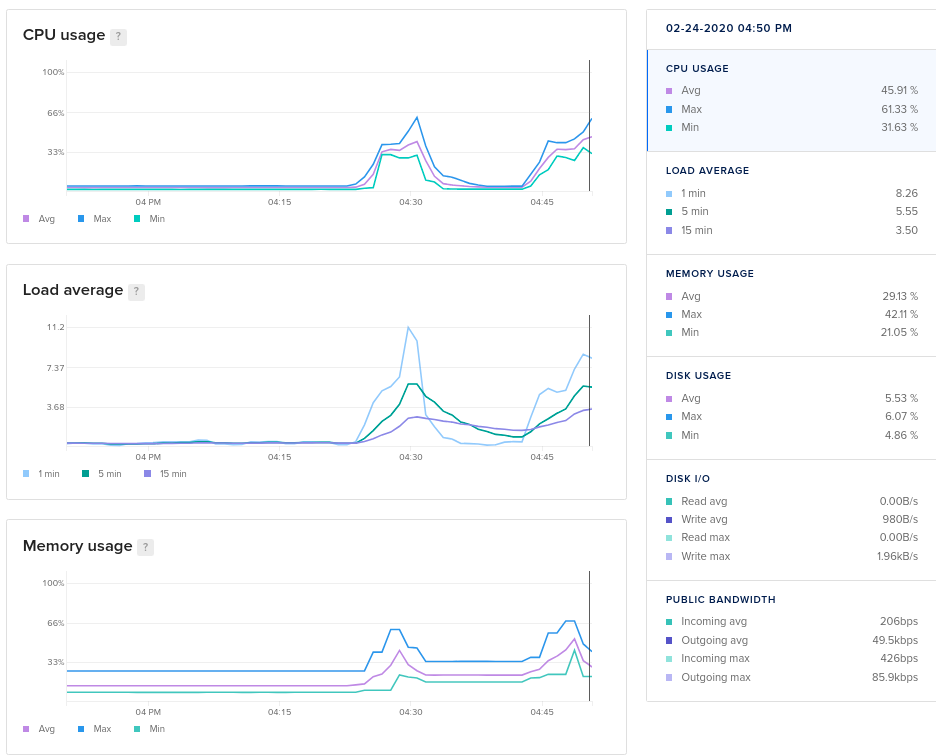 CPU usage ?
100%
66%
33%
04 PM 04:15 04:30 04:45
Avg Max Min
Load average ?
11.2
7.37
3.68
04 PM 04:15 04:30 04:45
1 min 5 min 15 min
Memory usage ?
100%
66%
33%
04 PM 04:15 04:30 04:45
Avg Max Min
02-24-2020 04:50 PM
CPU USAGE
Avg 45.91 %
Max 61.33 %
Min 31.63 %
LOAD AVERAGE
1 min 8.26
5 min 5.55
15 min 3.50
MEMORY USAGE
Avg 29.13 %
Max 42.11 %
Min 21.05 %
DISK USAGE
Avg 5.53 %
Max 6.07 %
Min 4.86 %
DISK I/O
Read avg 0.00B/s
Write avg 980B/s
Read max 0.00B/s
Write max 1.96kB/s
PUBLIC BANDWIDTH
Incoming avg 206bps
Outgoing avg 49.5kbps
Incoming max 426bps
Outgoing max 85.9kbps